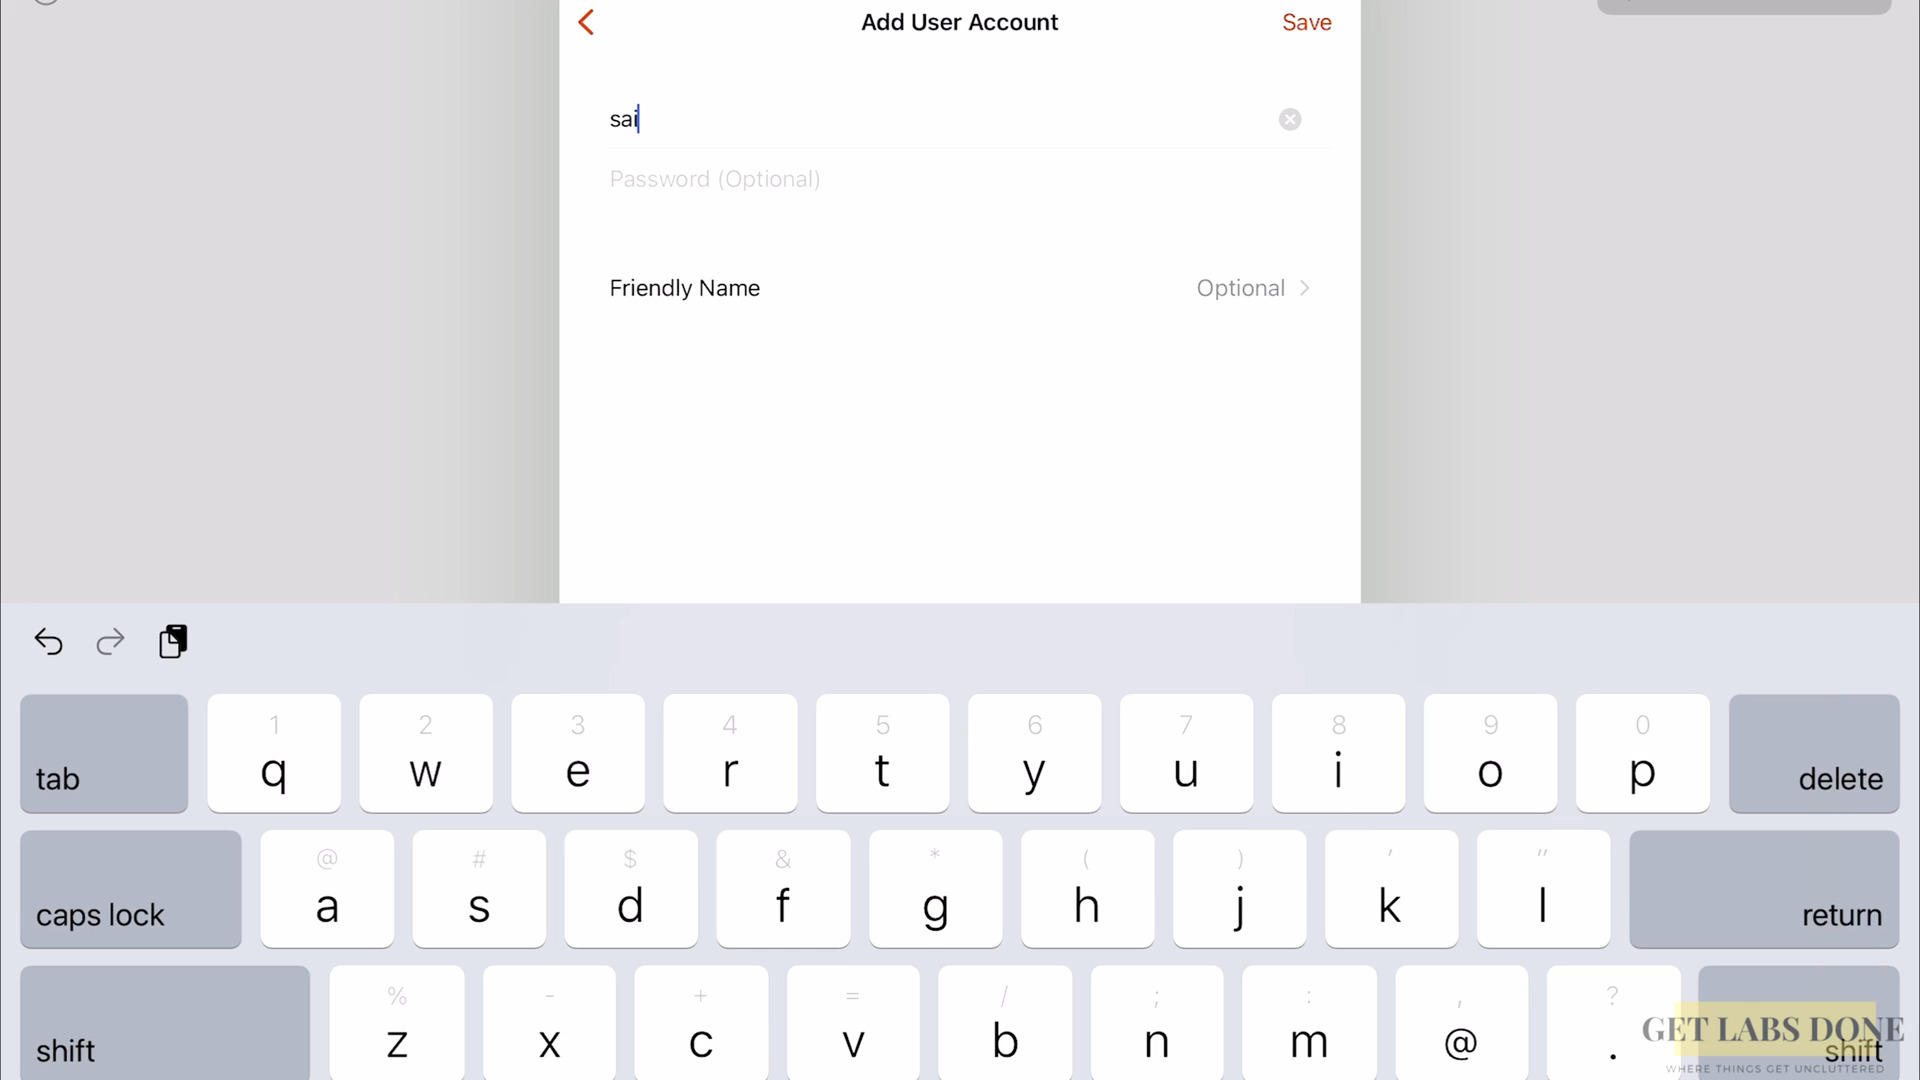 Add User Account
Save
sai
Password (Optional)
Friendly Name
Optional
1 2 3 4 5 6 7 8 9 0
tab q w e r t y u i o p delete
@ # $ & * ( ) ' "
caps lock a s d f g h j k l return
% - + = / ; : , ?
shift z x c v b n m @ . shift
GET LABS DONE
WHERE THINGS GET UNCLUTTERED